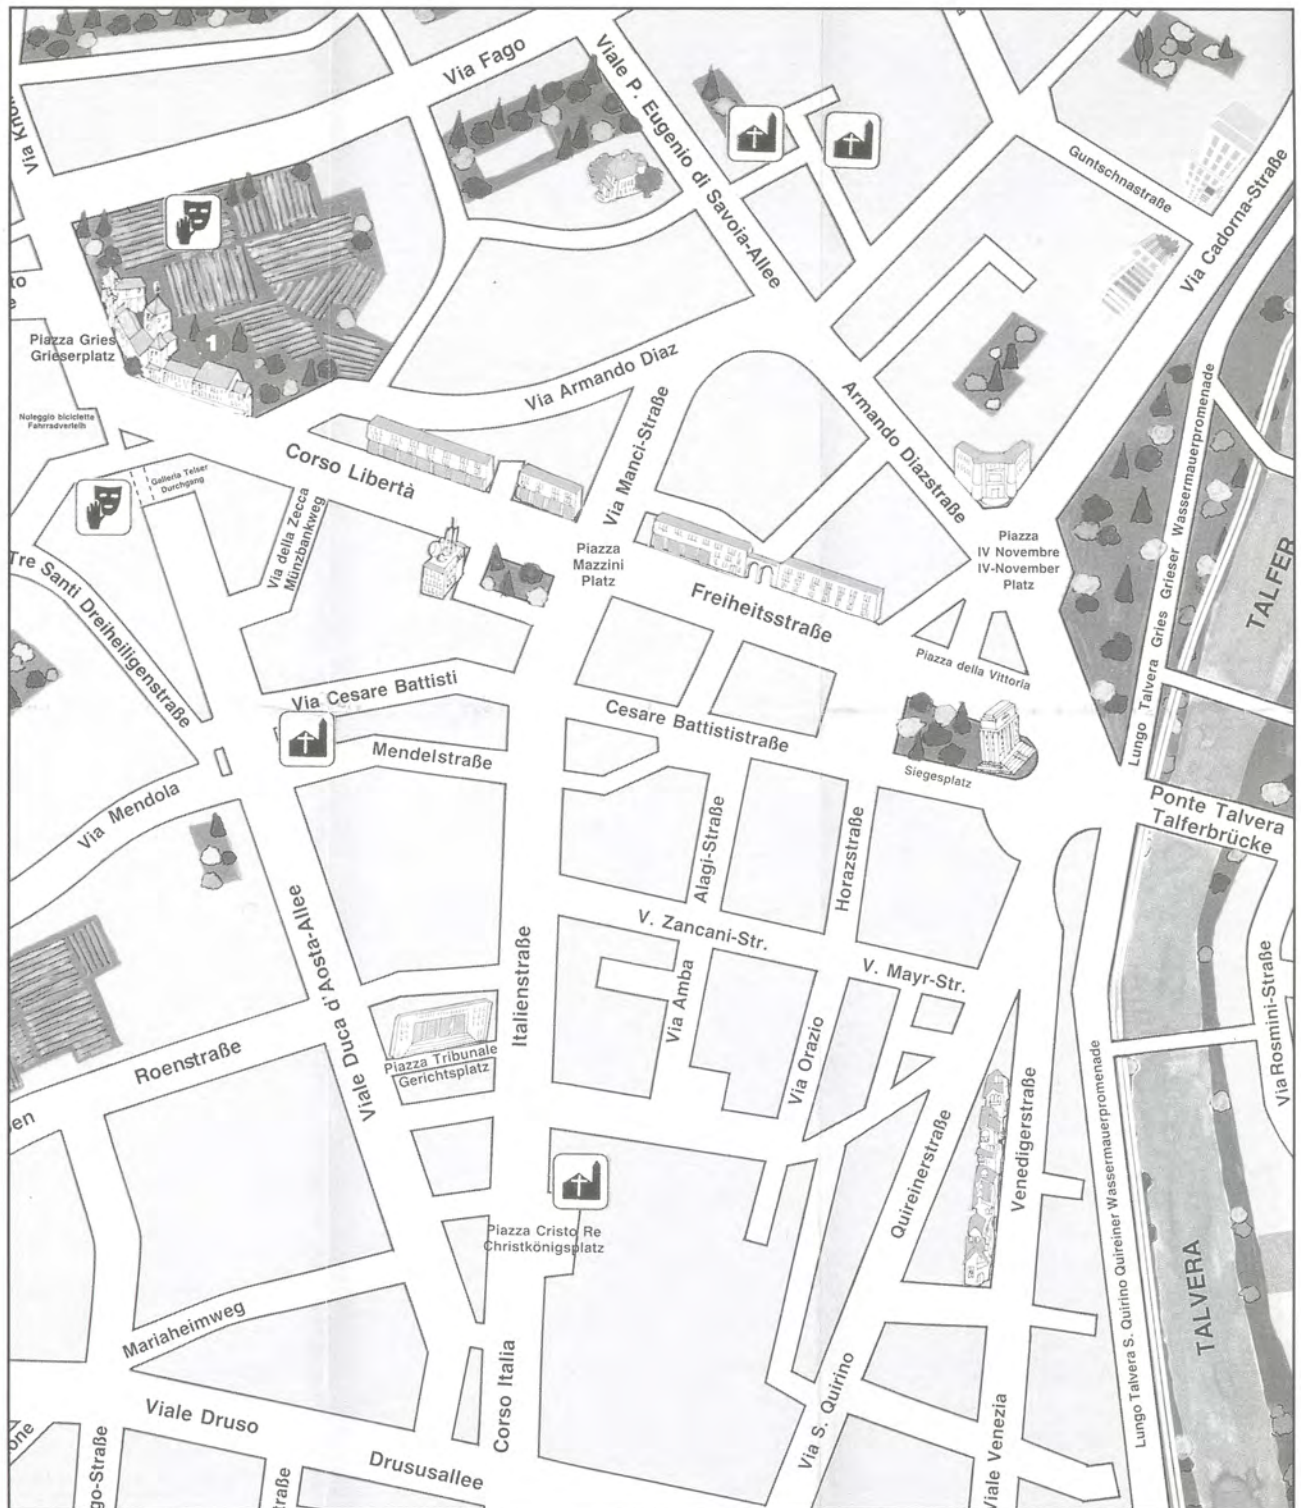 Via Fago
Viale P. Eugenio di Savoia-Allee
Guntschnastraße
Via Cadorna-Straße
Piazza Gries
Grieserplatz
1
Nuleggio biciclette
Fahrradverleih
Via Armando Diaz
Armando Diazstraße
Via Manci-Straße
Corso Libertà
Galleria Telser
Durchgang
Via della Zecca
Münzbankweg
Piazza
Mazzini
Platz
Piazza
IV Novembre
IV-November
Platz
Freiheitsstraße
Piazza della Vittoria
Siegesplatz
Lungo Talvera Gries Grieser Wassermauerpromenade
TALFER
Tre Santi Dreiheiligenstraße
Via Cesare Battisti
Cesare Battististraße
Mendelstraße
Via Mendola
Ponte Talvera
Talferbrücke
Alagi-Straße
Horazstraße
V. Zancani-Str.
V. Mayr-Str.
Viale Duca d'Aosta-Allee
Italienstraße
Via Amba
Via Orazio
Via Rosmini-Straße
Roenstraße
Piazza Tribunale
Gerichtsplatz
Quireinerstraße
Venedigerstraße
Lungo Talvera S. Quirino Quireiner Wassermauerpromenade
TALVERA
Piazza Cristo Re
Christkönigsplatz
Mariaheimweg
Corso Italia
Via S. Quirino
Viale Venezia
Viale Druso
Drususallee